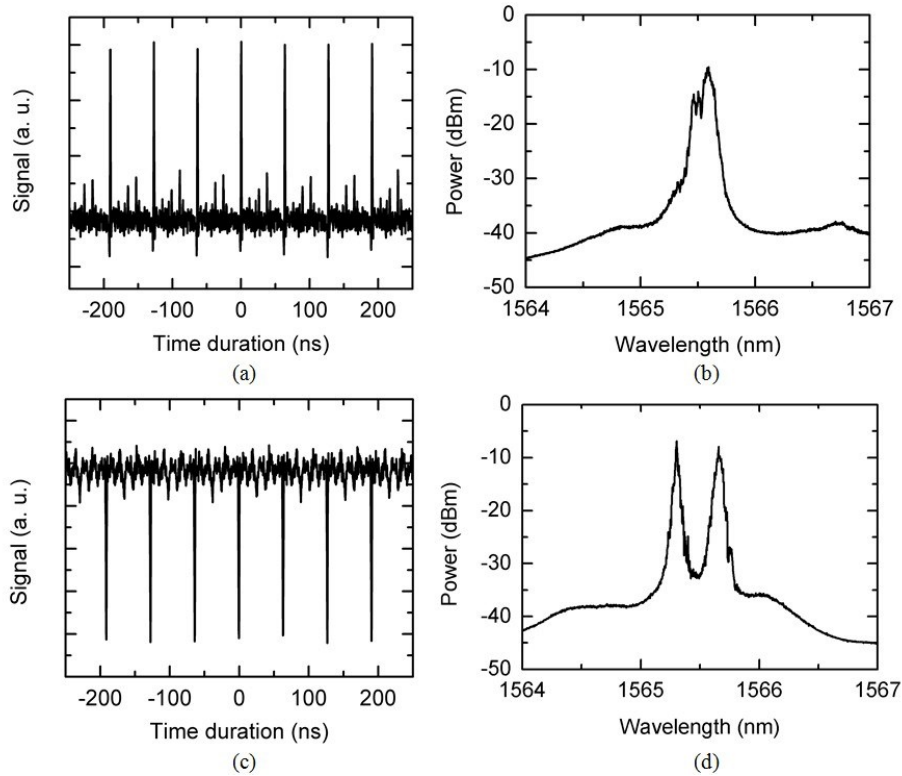 Signal (a. u.)
-200 -100 0 100 200
Time duration (ns)
(a)
0
-10
-20
-30
-40
-50
Power (dBm)
1564 1565 1566 1567
Wavelength (nm)
(b)
Signal (a. u.)
-200 -100 0 100 200
Time duration (ns)
(c)
0
-10
-20
-30
-40
-50
Power (dBm)
1564 1565 1566 1567
Wavelength (nm)
(d)